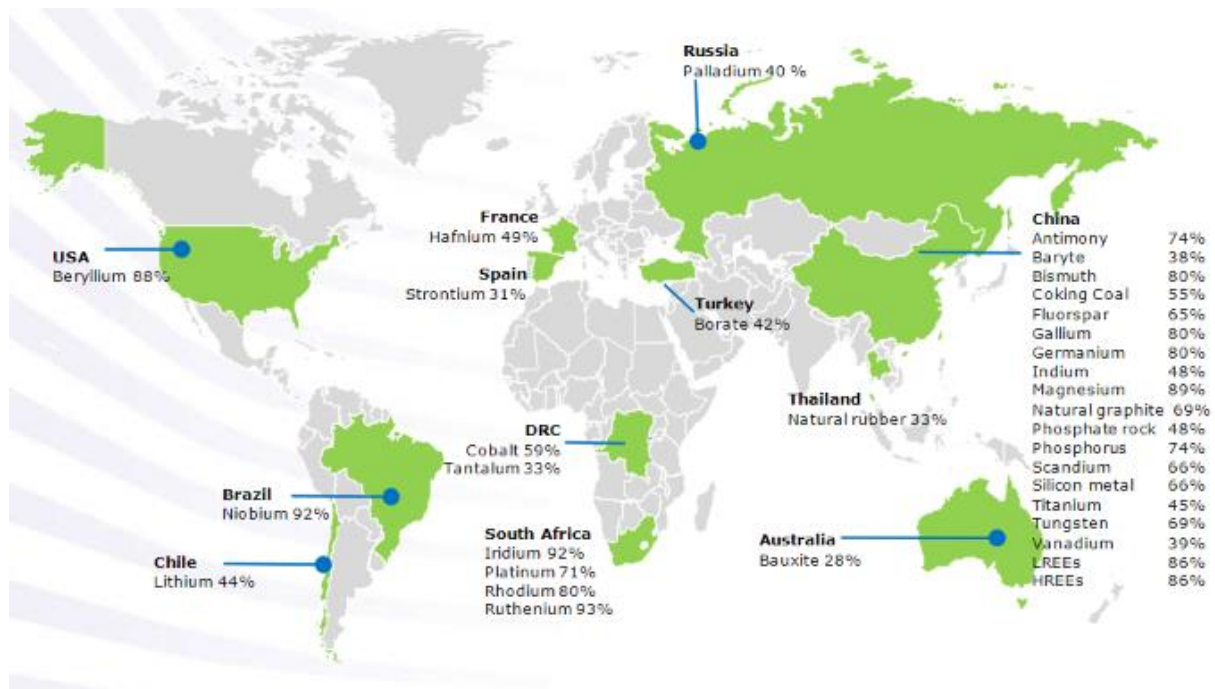 Russia
Palladium 40 %
France
Hafnium 49%
Spain
Strontium 31%
USA
Beryllium 88%
Turkey
Borate 42%
China
Antimony 74%
Baryte 38%
Bismuth 80%
Coking Coal 55%
Fluorspar 65%
Gallium 80%
Germanium 80%
Indium 48%
Magnesium 89%
Natural graphite 69%
Phosphate rock 48%
Phosphorus 74%
Scandium 66%
Silicon metal 66%
Titanium 45%
Tungsten 69%
Vanadium 39%
LREEs 86%
HREEs 86%
Thailand
Natural rubber 33%
DRC
Cobalt 59%
Tantalum 33%
Brazil
Niobium 92%
Chile
Lithium 44%
South Africa
Iridium 92%
Platinum 71%
Rhodium 80%
Ruthenium 93%
Australia
Bauxite 28%